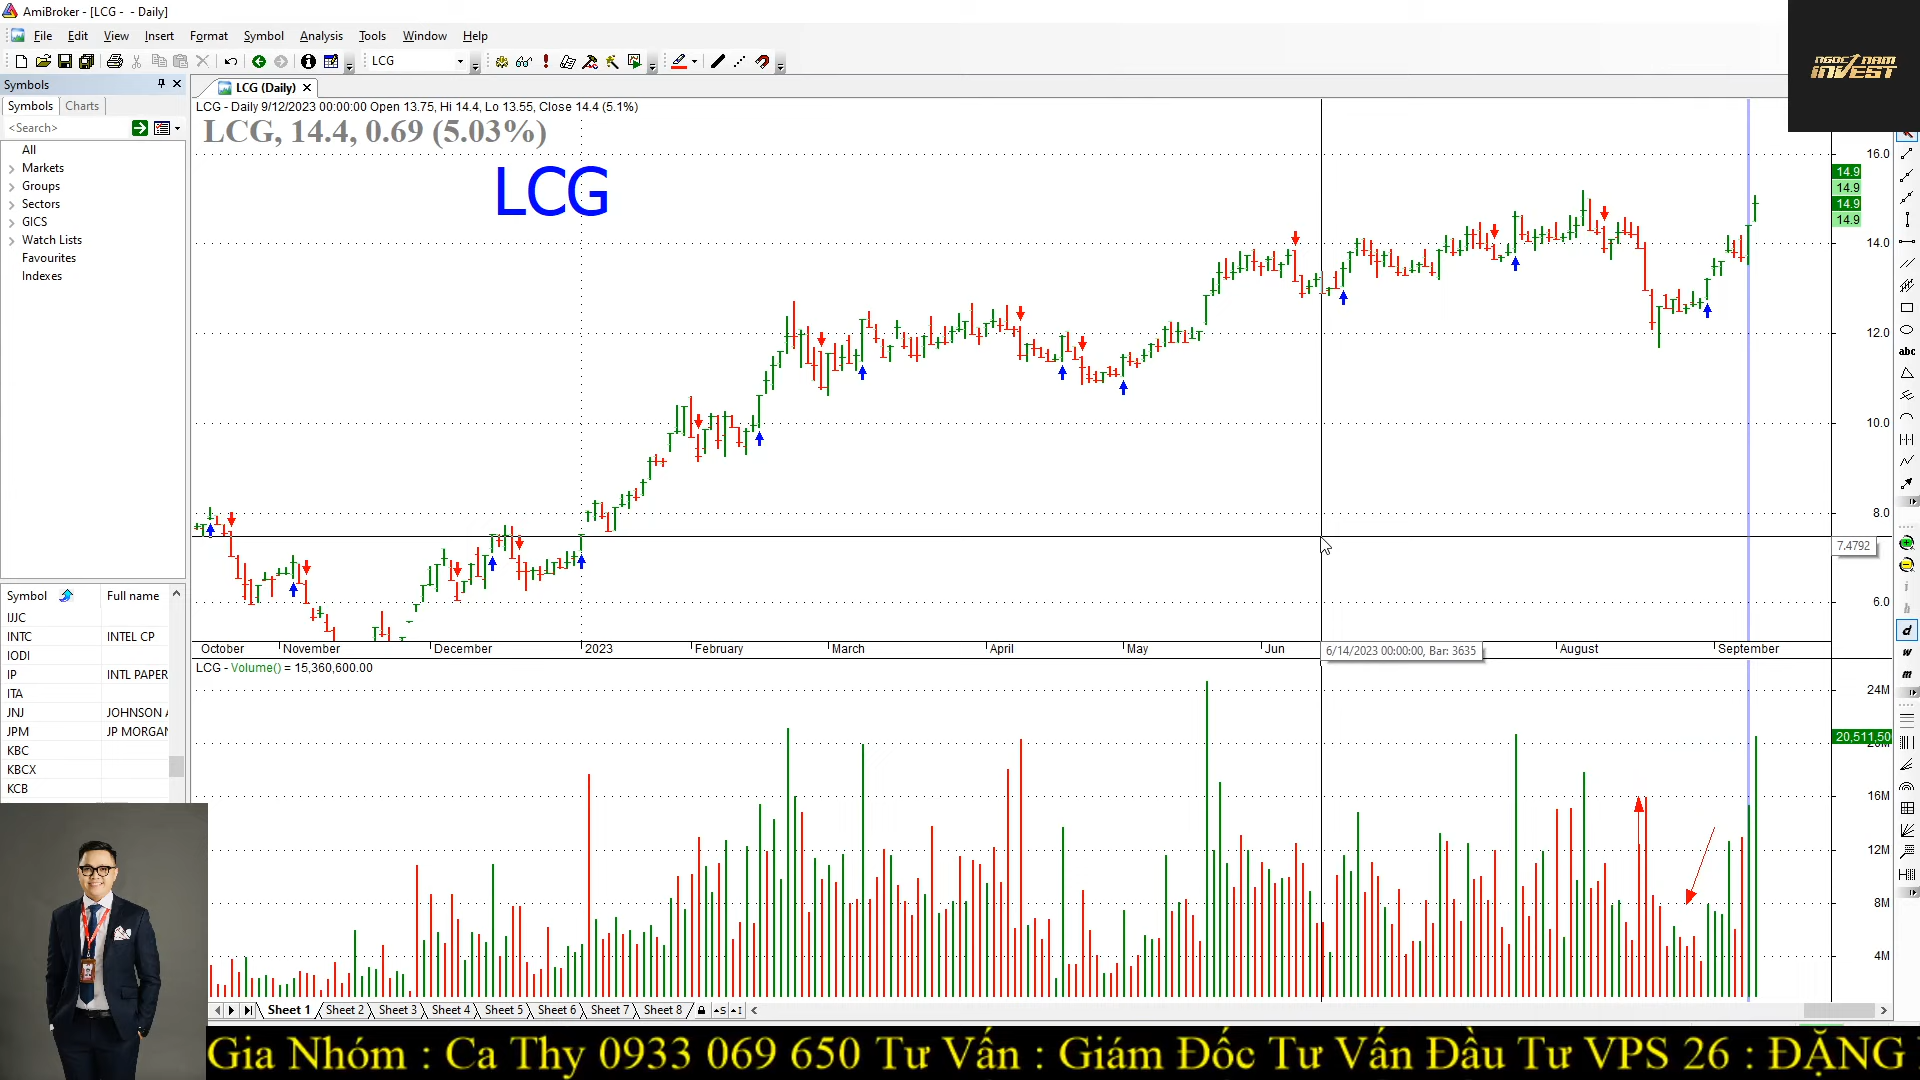 AmiBroker - [LCG -  - Daily]
File Edit View Insert Format Symbol Analysis Tools Window Help
LCG
NGOC NAM
INVEST
Symbols
LCG (Daily)
Symbols Charts
<Search>
All
Markets
Groups
Sectors
GICS
Watch Lists
Favourites
Indexes
LCG - Daily 9/12/2023 00:00:00 Open 13.75, Hi 14.4, Lo 13.55, Close 14.4 (5.1%)
LCG, 14.4, 0.69 (5.03%)
LCG
16.0
14.9
14.9
14.9
14.9
14.0
12.0
10.0
8.0
7.4792
6.0
abc
d
w
m
Symbol Full name
IJJC
INTC INTEL CP
IODI
IP INTL PAPER
ITA
JNJ JOHNSON
JPM JP MORGAN
KBC
KBCX
KCB
October November December 2023 February March April May Jun 6/14/2023 00:00:00, Bar: 3635 August September
LCG - Volume() = 15,360,600.00
24M
20,511,50
16M
12M
8M
4M
Sheet 1 Sheet 2 Sheet 3 Sheet 4 Sheet 5 Sheet 6 Sheet 7 Sheet 8
Gia Nhóm : Ca Thy 0933 069 650 Tư Vấn : Giám Đốc Tư Vấn Đầu Tư VPS 26 : ĐẶNG